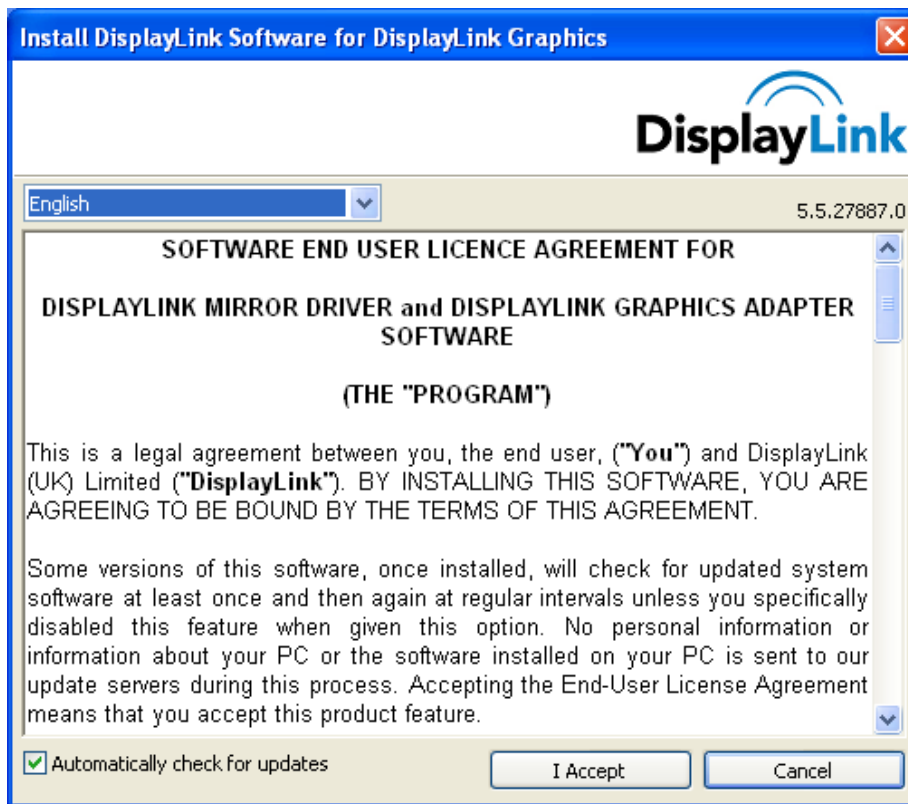 Install DisplayLink Software for DisplayLink Graphics
DisplayLink
English
5.5.27887.0
SOFTWARE END USER LICENCE AGREEMENT FOR
DISPLAYLINK MIRROR DRIVER and DISPLAYLINK GRAPHICS ADAPTER
SOFTWARE
(THE "PROGRAM")
This is a legal agreement between you, the end user, ("You") and DisplayLink
(UK) Limited ("DisplayLink"). BY INSTALLING THIS SOFTWARE, YOU ARE
AGREEING TO BE BOUND BY THE TERMS OF THIS AGREEMENT.
Some versions of this software, once installed, will check for updated system
software at least once and then again at regular intervals unless you specifically
disabled this feature when given this option. No personal information or
information about your PC or the software installed on your PC is sent to our
update servers during this process. Accepting the End-User License Agreement
means that you accept this product feature.
Automatically check for updates
I Accept
Cancel